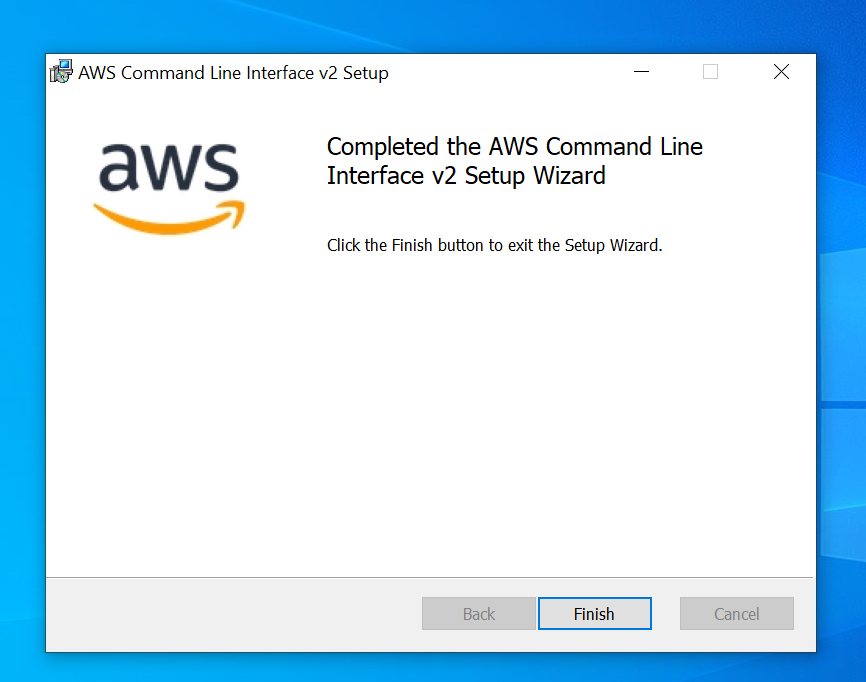 AWS Command Line Interface v2 Setup
aws
Completed the AWS Command Line
Interface v2 Setup Wizard
Click the Finish button to exit the Setup Wizard.
Back
Finish
Cancel